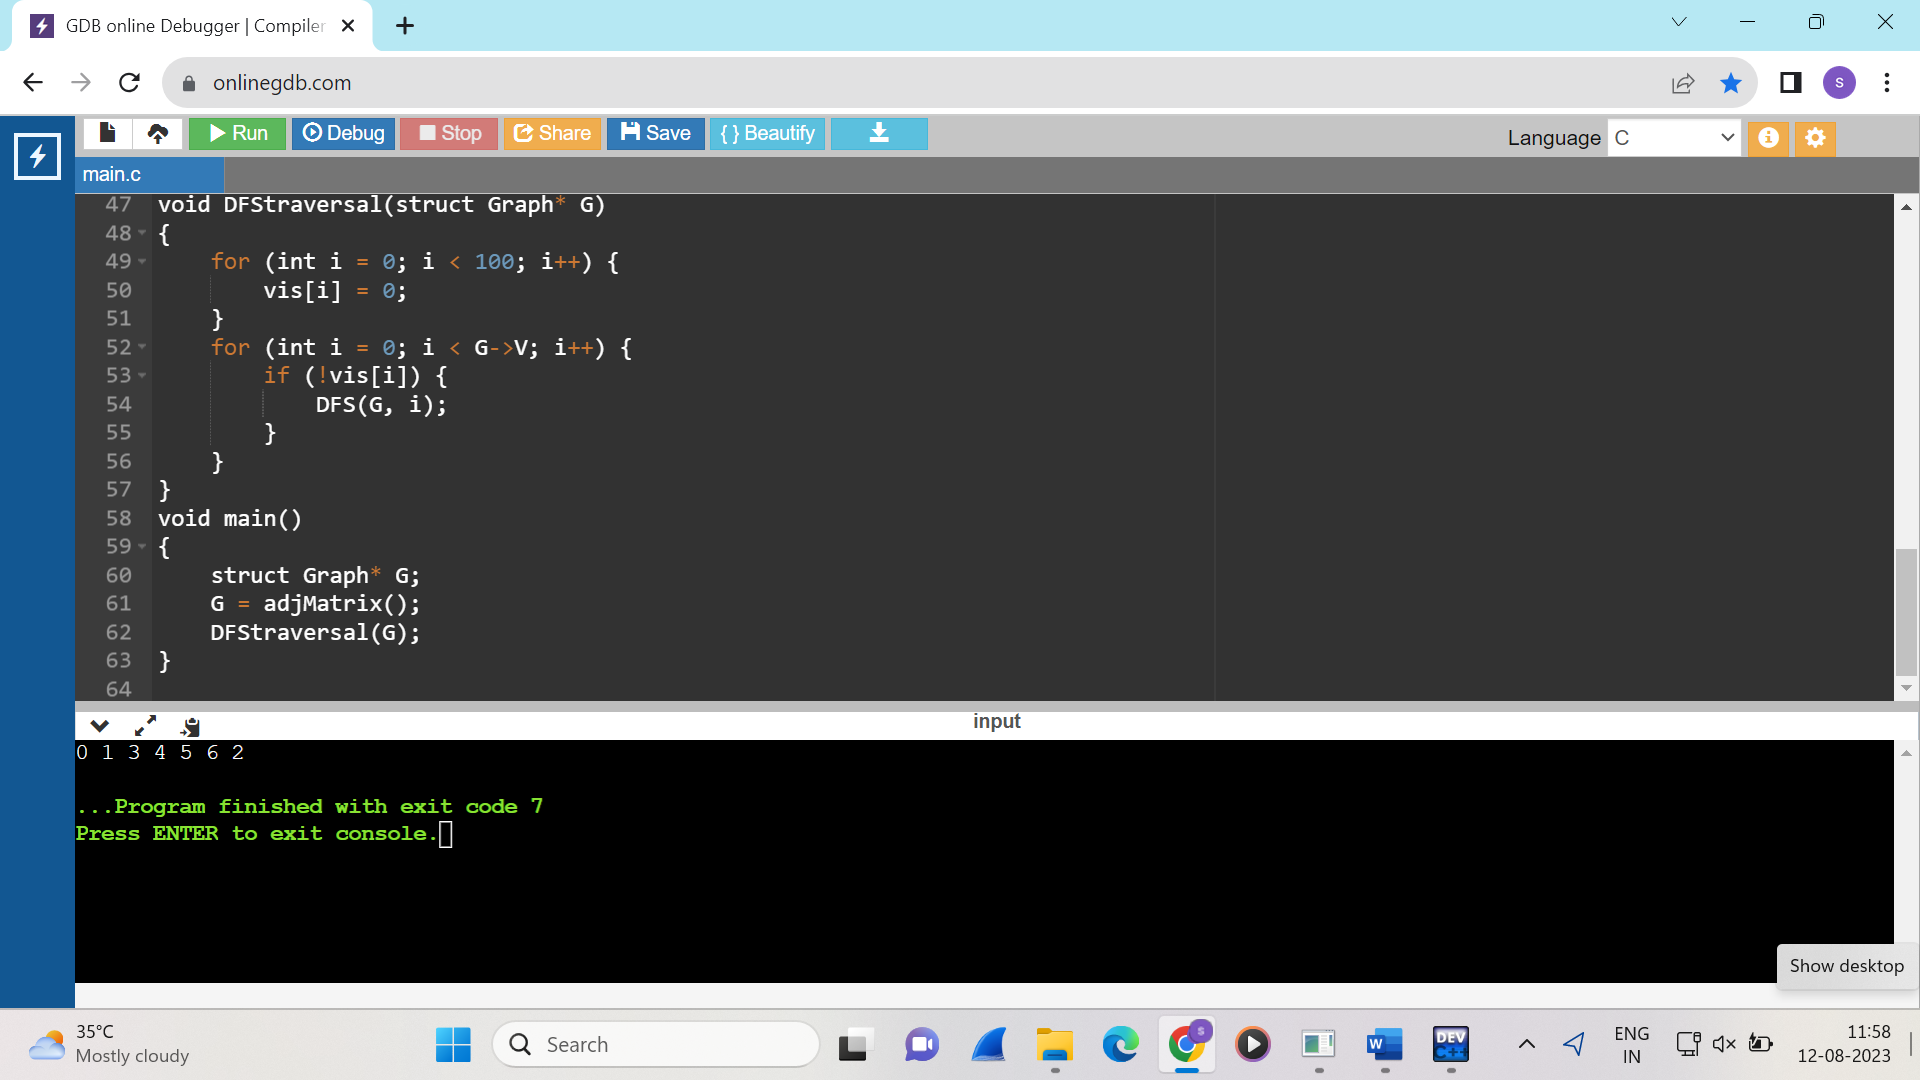 GDB online Debugger | Compiler
onlinegdb.com
S
Run Debug Stop Share Save { } Beautify
Language C
main.c
47 void DFStraversal(struct Graph* G)
48 {
49 for (int i = 0; i < 100; i++) {
50 vis[i] = 0;
51 }
52 for (int i = 0; i < G->V; i++) {
53 if (!vis[i]) {
54 DFS(G, i);
55 }
56 }
57 }
58 void main()
59 {
60 struct Graph* G;
61 G = adjMatrix();
62 DFStraversal(G);
63 }
64
input
0 1 3 4 5 6 2
...Program finished with exit code 7
Press ENTER to exit console.
Show desktop
35°C
Mostly cloudy
Search
S
W
DEV
C++
ENG
IN
11:58
12-08-2023